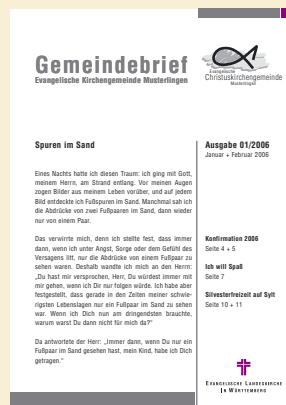 Gemeindebrief
Evangelische Kirchengemeinde Musterlingen
Evangelische
Christuskirchengemeinde
Musterlingen
Spuren im Sand
Eines Nachts hatte ich diesen Traum: ich ging mit Gott,
meinem Herrn, am Strand entlang. Vor meinen Augen
zogen Bilder aus meinem Leben vorüber, und auf jedem
Bild entdeckte ich Fußspuren im Sand. Manchmal sah ich
die Abdrücke von zwei Fußpaaren im Sand, dann wieder
nur von einem Paar.
Das verwirrte mich, denn ich stellte fest, dass immer
dann, wenn ich unter Angst, Sorge oder dem Gefühl des
Versagens litt, nur die Abdrücke von einem Fußpaar zu
sehen waren. Deshalb wandte ich mich an den Herrn:
„Du hast mir versprochen, Herr, Du würdest immer mit
mir gehen, wenn ich Dir nur folgen würde. Ich habe aber
festgestellt, dass gerade in den Zeiten meiner schwie-
rigsten Lebenslagen nur ein Fußpaar im Sand zu sehen
war. Wenn ich Dich nun am dringendsten brauchte,
warum warst Du dann nicht für mich da?"
Da antwortete der Herr: „Immer dann, wenn Du nur ein
Fußpaar im Sand gesehen hast, mein Kind, habe ich Dich
getragen."
Ausgabe 01/2006
Januar + Februar 2006
Konfirmation 2006
Seite 4 + 5
Ich will Spaß
Seite 7
Silvesterfreizeit auf Sylt
Seite 10 + 11
Evangelische Landeskirche
In Württemberg